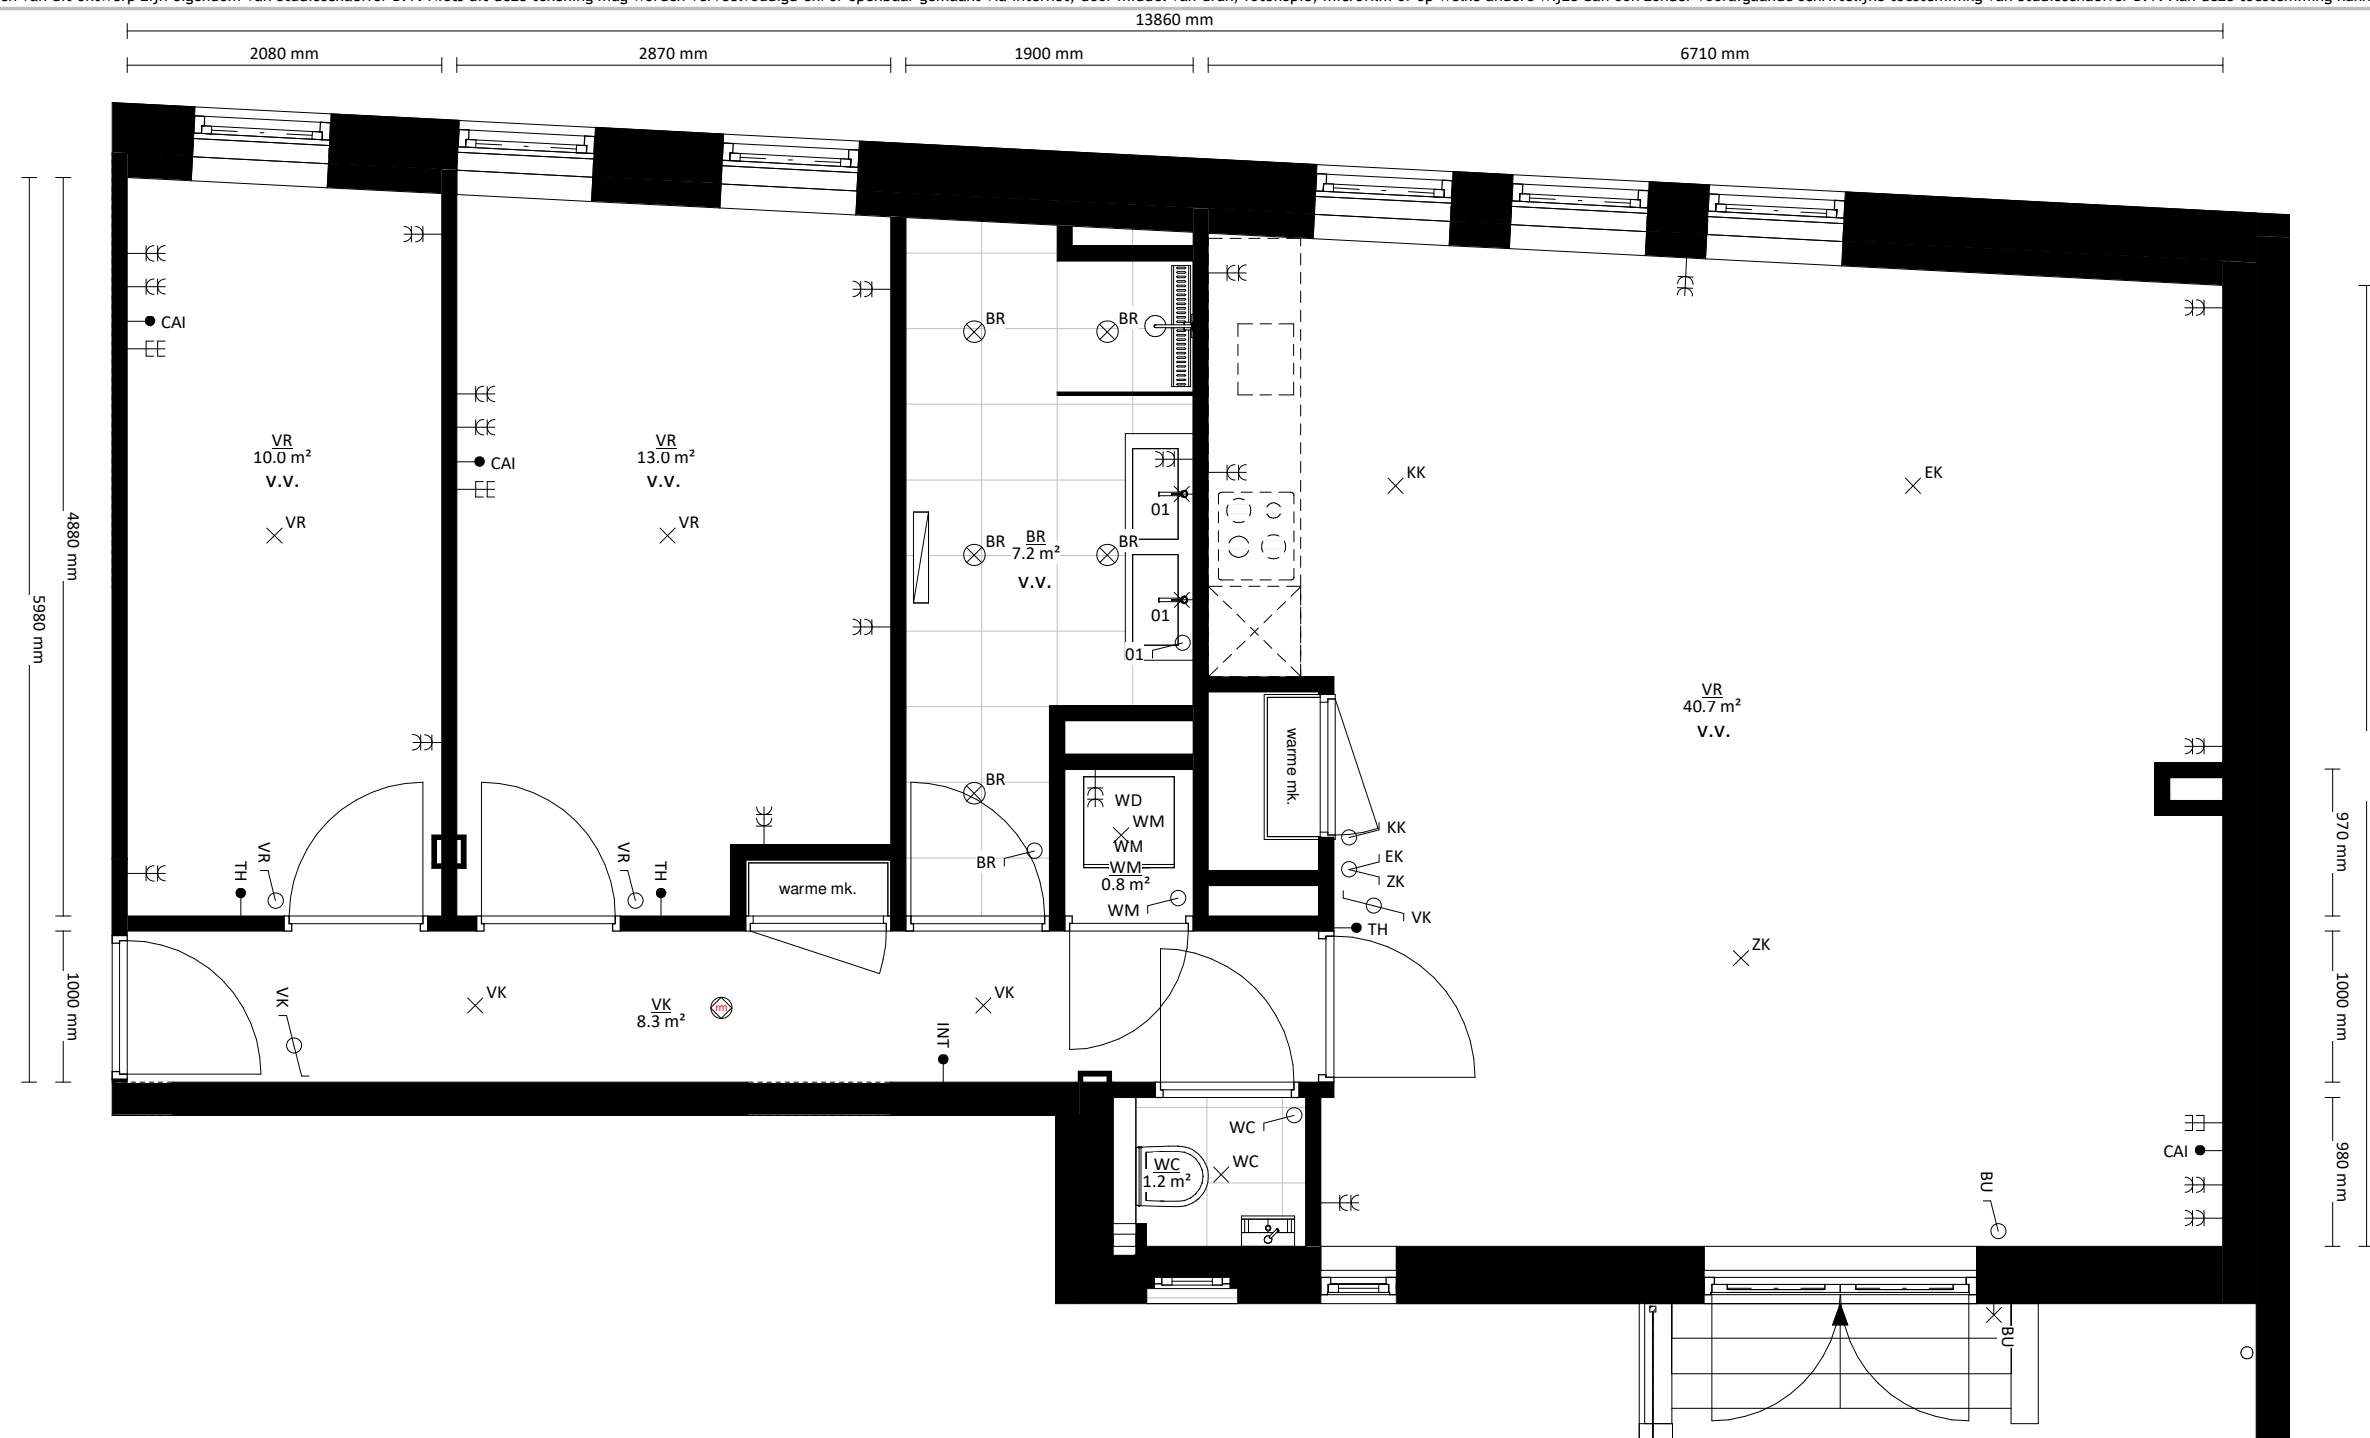 13860 mm
2080 mm
2870 mm
1900 mm
6710 mm
CAI
BR
BR
VR
10.0 m²
v.v.
VR
13.0 m²
v.v.
CAI
KK
EK
VR
VR
01
BR
BR
7.2 m²
v.v.
BR
4880 mm
5980 mm
01
01
VR
40.7 m²
v.v.
warme mk.
BR
WD
WM
WM
WM
0.8 m²
WM
BR
KK
EK
ZK
VK
TH
970 mm
TH
VR
VR
TH
warme mk.
ZK
1000 mm
VK
VK
VK
8.3 m²
rm
VK
INT
1000 mm
WC
WC
1.2 m²
WC
CAI
980 mm
BU
BU